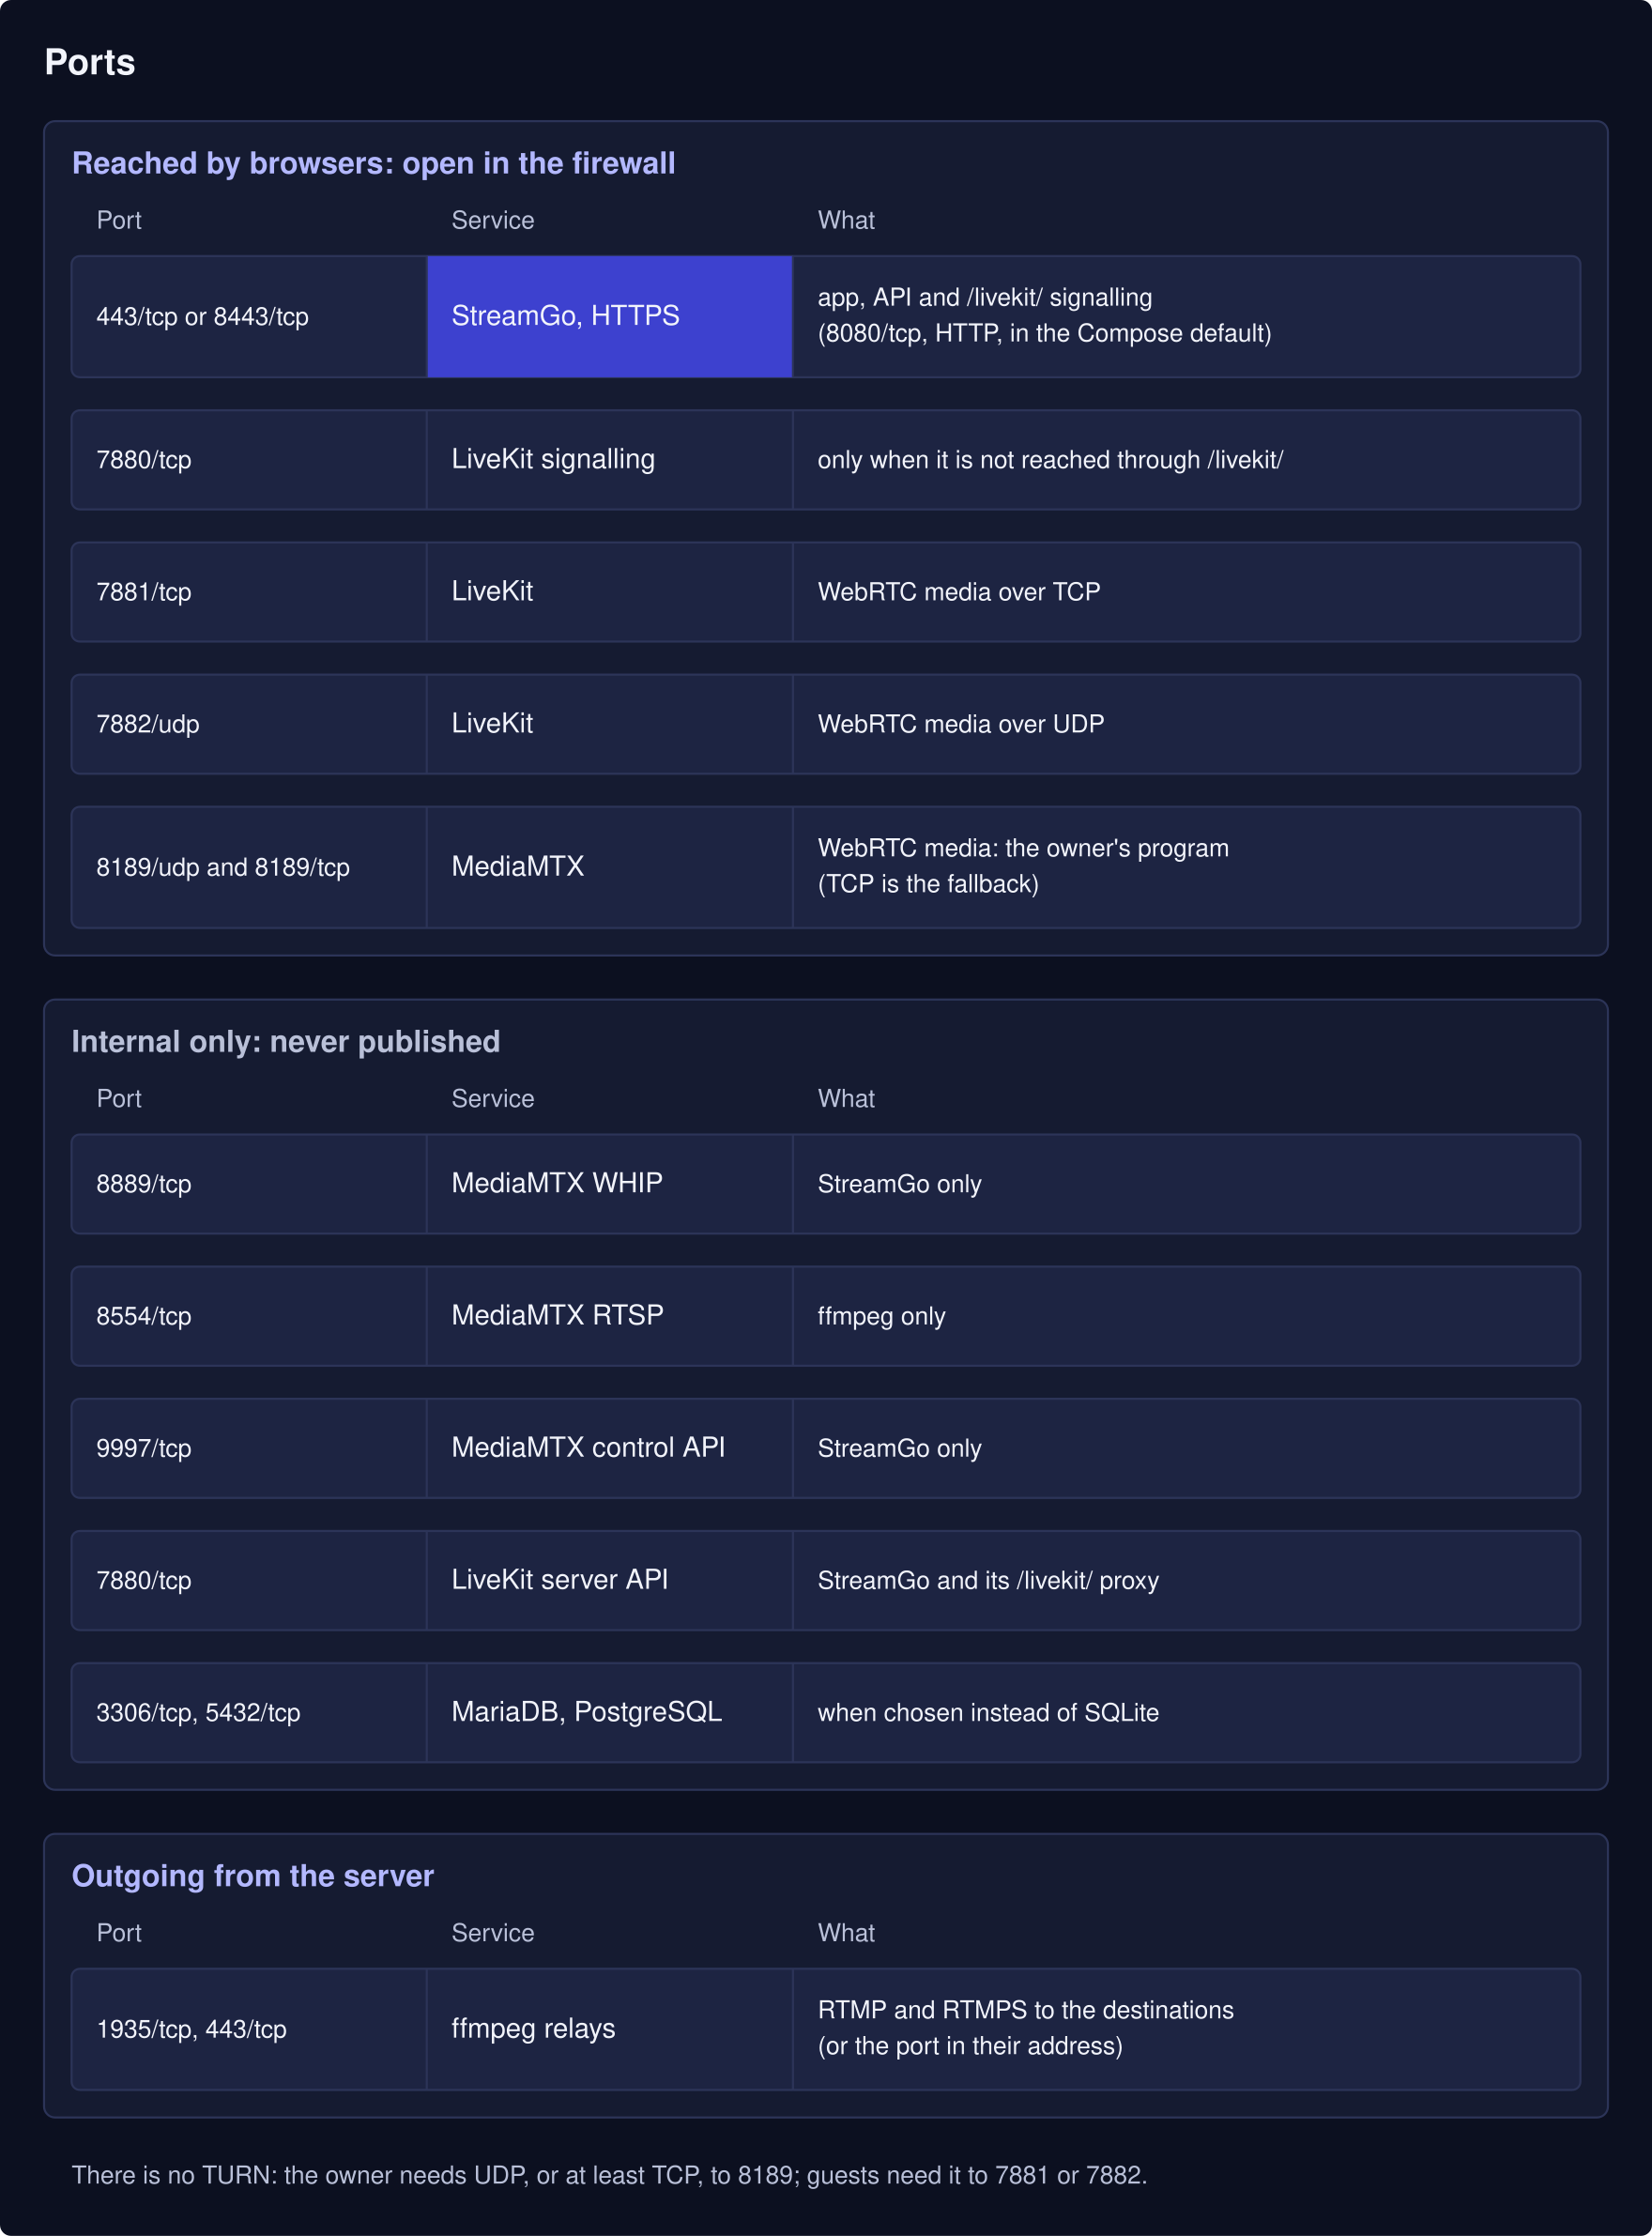 Ports
Reached by browsers: open in the firewall
Port Service What
443/tcp or 8443/tcp StreamGo, HTTPS app, API and /livekit/ signalling
(8080/tcp, HTTP, in the Compose default)
7880/tcp LiveKit signalling only when it is not reached through /livekit/
7881/tcp LiveKit WebRTC media over TCP
7882/udp LiveKit WebRTC media over UDP
8189/udp and 8189/tcp MediaMTX WebRTC media: the owner's program
(TCP is the fallback)
Internal only: never published
Port Service What
8889/tcp MediaMTX WHIP StreamGo only
8554/tcp MediaMTX RTSP ffmpeg only
9997/tcp MediaMTX control API StreamGo only
7880/tcp LiveKit server API StreamGo and its /livekit/ proxy
3306/tcp, 5432/tcp MariaDB, PostgreSQL when chosen instead of SQLite
Outgoing from the server
Port Service What
1935/tcp, 443/tcp ffmpeg relays RTMP and RTMPS to the destinations
(or the port in their address)
There is no TURN: the owner needs UDP, or at least TCP, to 8189; guests need it to 7881 or 7882.